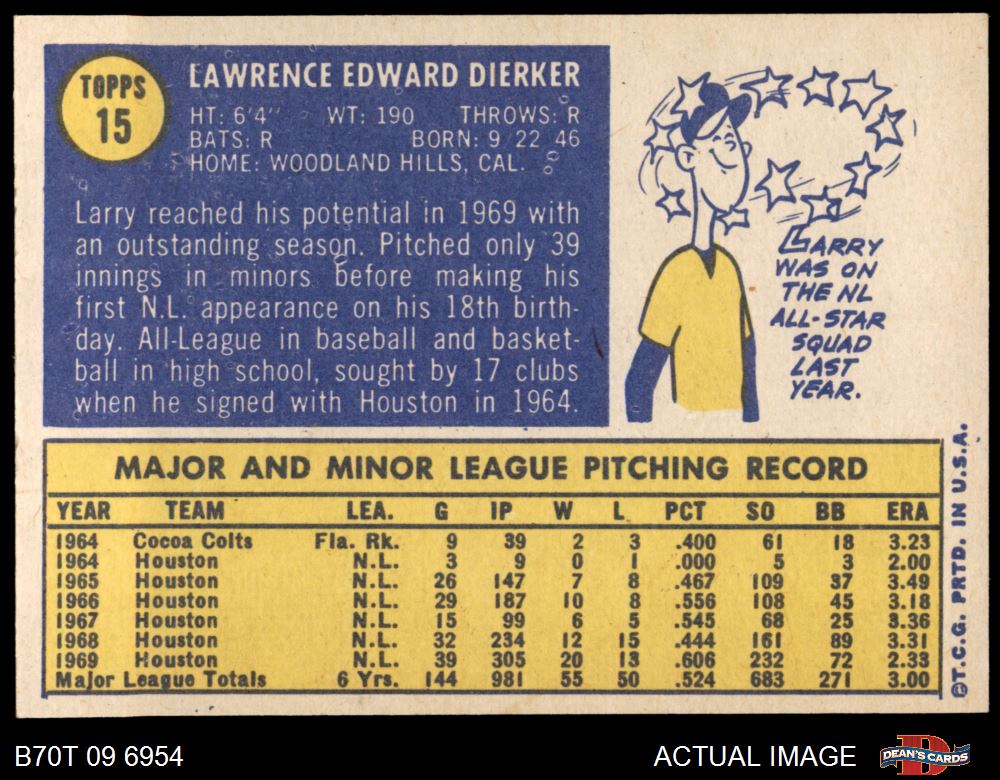 TOPPS
15
LAWRENCE EDWARD DIERKER
HT: 6'4" WT: 190 THROWS: R
BATS: R BORN: 9 22 46
HOME: WOODLAND HILLS, CAL.
Larry reached his potential in 1969 with
an outstanding season. Pitched only 39
innings in minors before making his
first N.L. appearance on his 18th birth-
day. All-League in baseball and basket-
ball in high school, sought by 17 clubs
when he signed with Houston in 1964.
LARRY
WAS ON
THE NL
ALL-STAR
SQUAD
LAST
YEAR.
MAJOR AND MINOR LEAGUE PITCHING RECORD
YEAR TEAM LEA. G IP W L PCT SO BB ERA
1964 Cocoa Colts Fla. Rk. 9 39 2 3 .400 61 18 3.23
1964 Houston N.L. 3 9 0 1 .000 5 3 2.00
1965 Houston N.L. 26 147 7 8 .467 109 37 3.49
1966 Houston N.L. 29 187 10 8 .556 108 45 3.18
1967 Houston N.L. 15 99 6 5 .545 68 25 3.36
1968 Houston N.L. 32 234 12 15 .444 161 89 3.31
1969 Houston N.L. 39 305 20 13 .606 232 72 2.33
Major League Totals 6 Yrs. 144 981 55 50 .524 683 271 3.00
©T.C.G. PRTD. IN U.S.A.
B70T 09 6954
ACTUAL IMAGE
DEAN'S CARDS